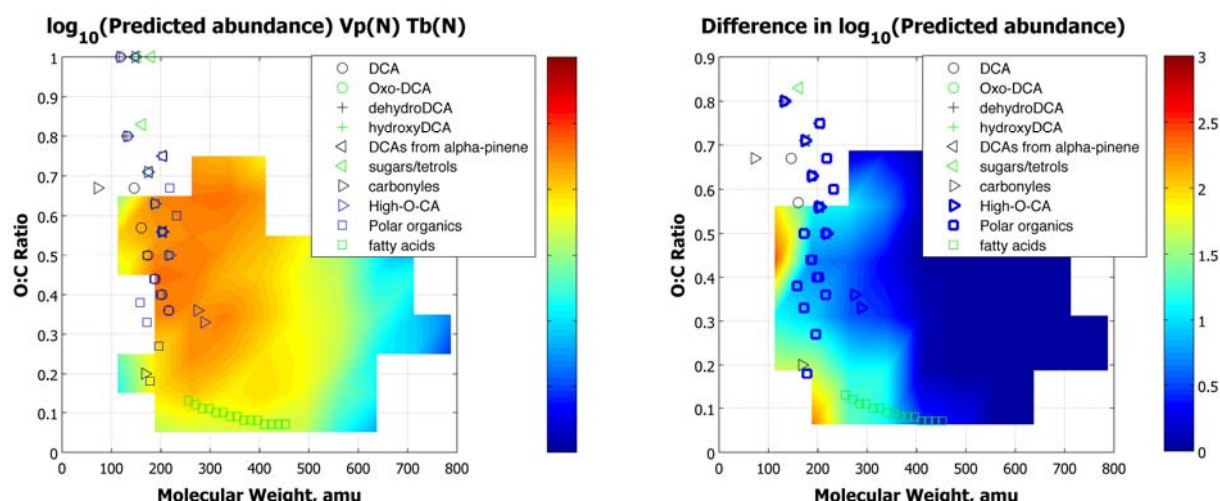 log10(Predicted abundance) Vp(N) Tb(N)
O:C Ratio
1
0.9
0.8
0.7
0.6
0.5
0.4
0.3
0.2
0.1
0
0 100 200 300 400 500 600 700 800
Molecular Weight, amu
DCA
Oxo-DCA
dehydroDCA
hydroxyDCA
DCAs from alpha-pinene
sugars/tetrols
carbonyles
High-O-CA
Polar organics
fatty acids
Difference in log10(Predicted abundance)
O:C Ratio
0.9
0.8
0.7
0.6
0.5
0.4
0.3
0.2
0.1
0
0 100 200 300 400 500 600 700 800
Molecular Weight, amu
DCA
Oxo-DCA
dehydroDCA
hydroxyDCA
DCAs from alpha-pinene
sugars/tetrols
carbonyles
High-O-CA
Polar organics
fatty acids
3
2.5
2
1.5
1
0.5
0